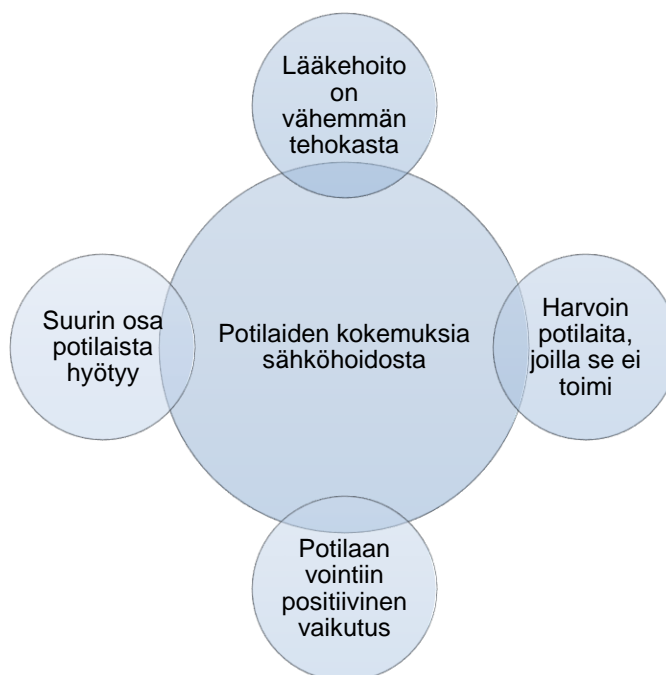 Lääkehoito
on
vähemmän
tehokasta
Suurin osa
potilaista
hyötyy
Potilaiden kokemuksia
sähköhoidosta
Harvoin
potilaita,
joilla se ei
toimi
Potilaan
vointiin
positiivinen
vaikutus